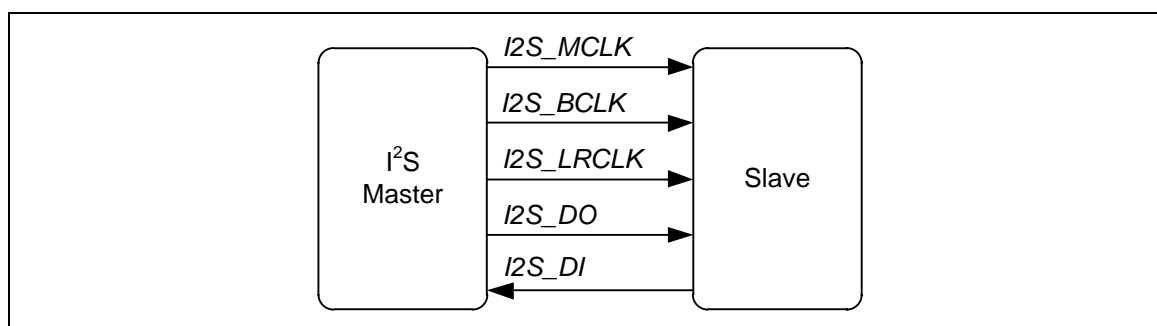 I2S_MCLK
I2S_BCLK
I2S_LRCLK
I²S
Master
Slave
I2S_DO
I2S_DI